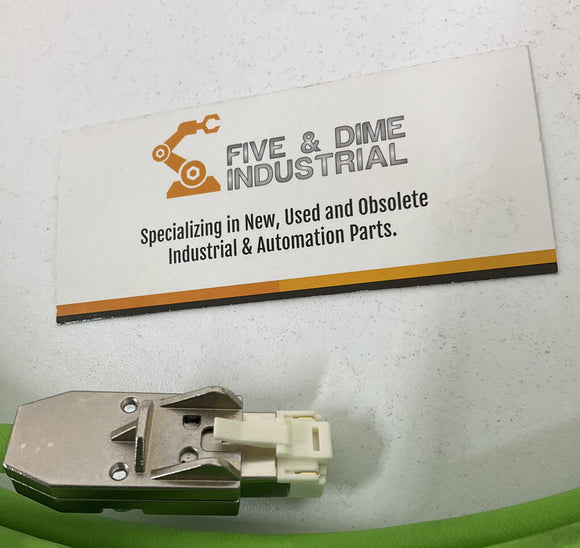 FIVE & DIME
INDUSTRIAL
Specializing in New, Used and Obsolete
Industrial & Automation Parts.